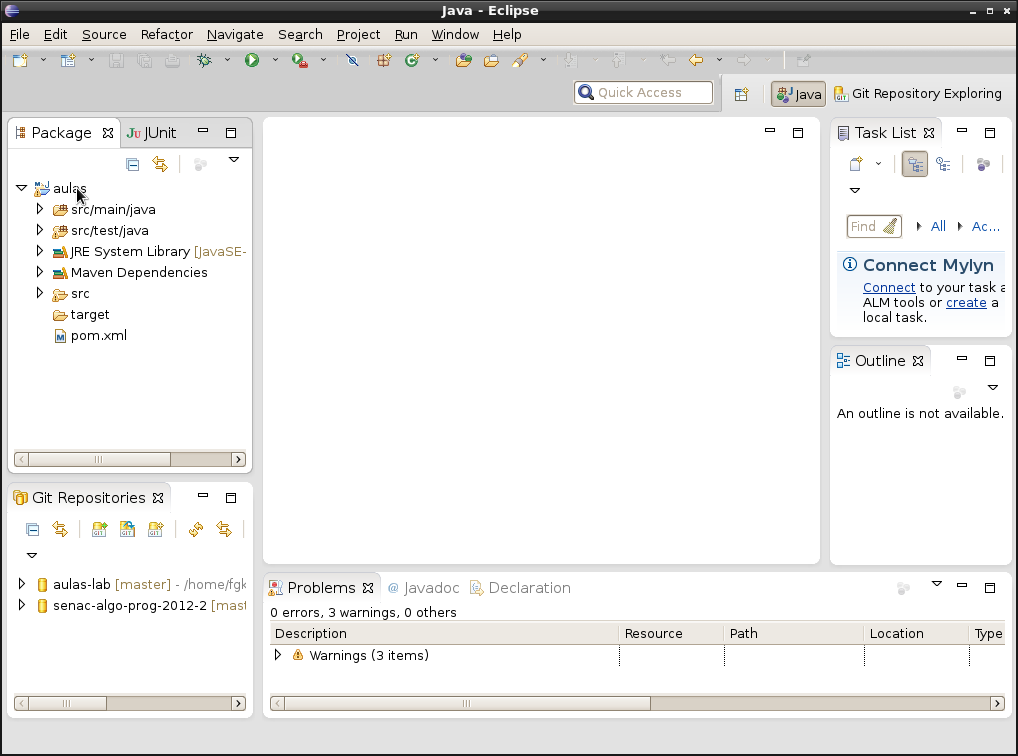 Java - Eclipse
File Edit Source Refactor Navigate Search Project Run Window Help
Quick Access
Java
Git Repository Exploring
Package
JUnit
aulas
src/main/java
src/test/java
JRE System Library [JavaSE-
Maven Dependencies
src
target
pom.xml
Git Repositories
aulas-lab [master] - /home/fgk
senac-algo-prog-2012-2 [mast
Task List
Find
All
Ac...
Connect Mylyn
Connect to your task a
ALM tools or create a
local task.
Outline
An outline is not available.
Problems
@ Javadoc
Declaration
0 errors, 3 warnings, 0 others
Description Resource Path Location Type
Warnings (3 items)